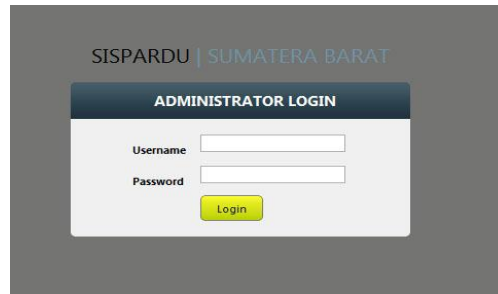 SISPARDU | SUMATERA BARAT
ADMINISTRATOR LOGIN
Username
Password
Login